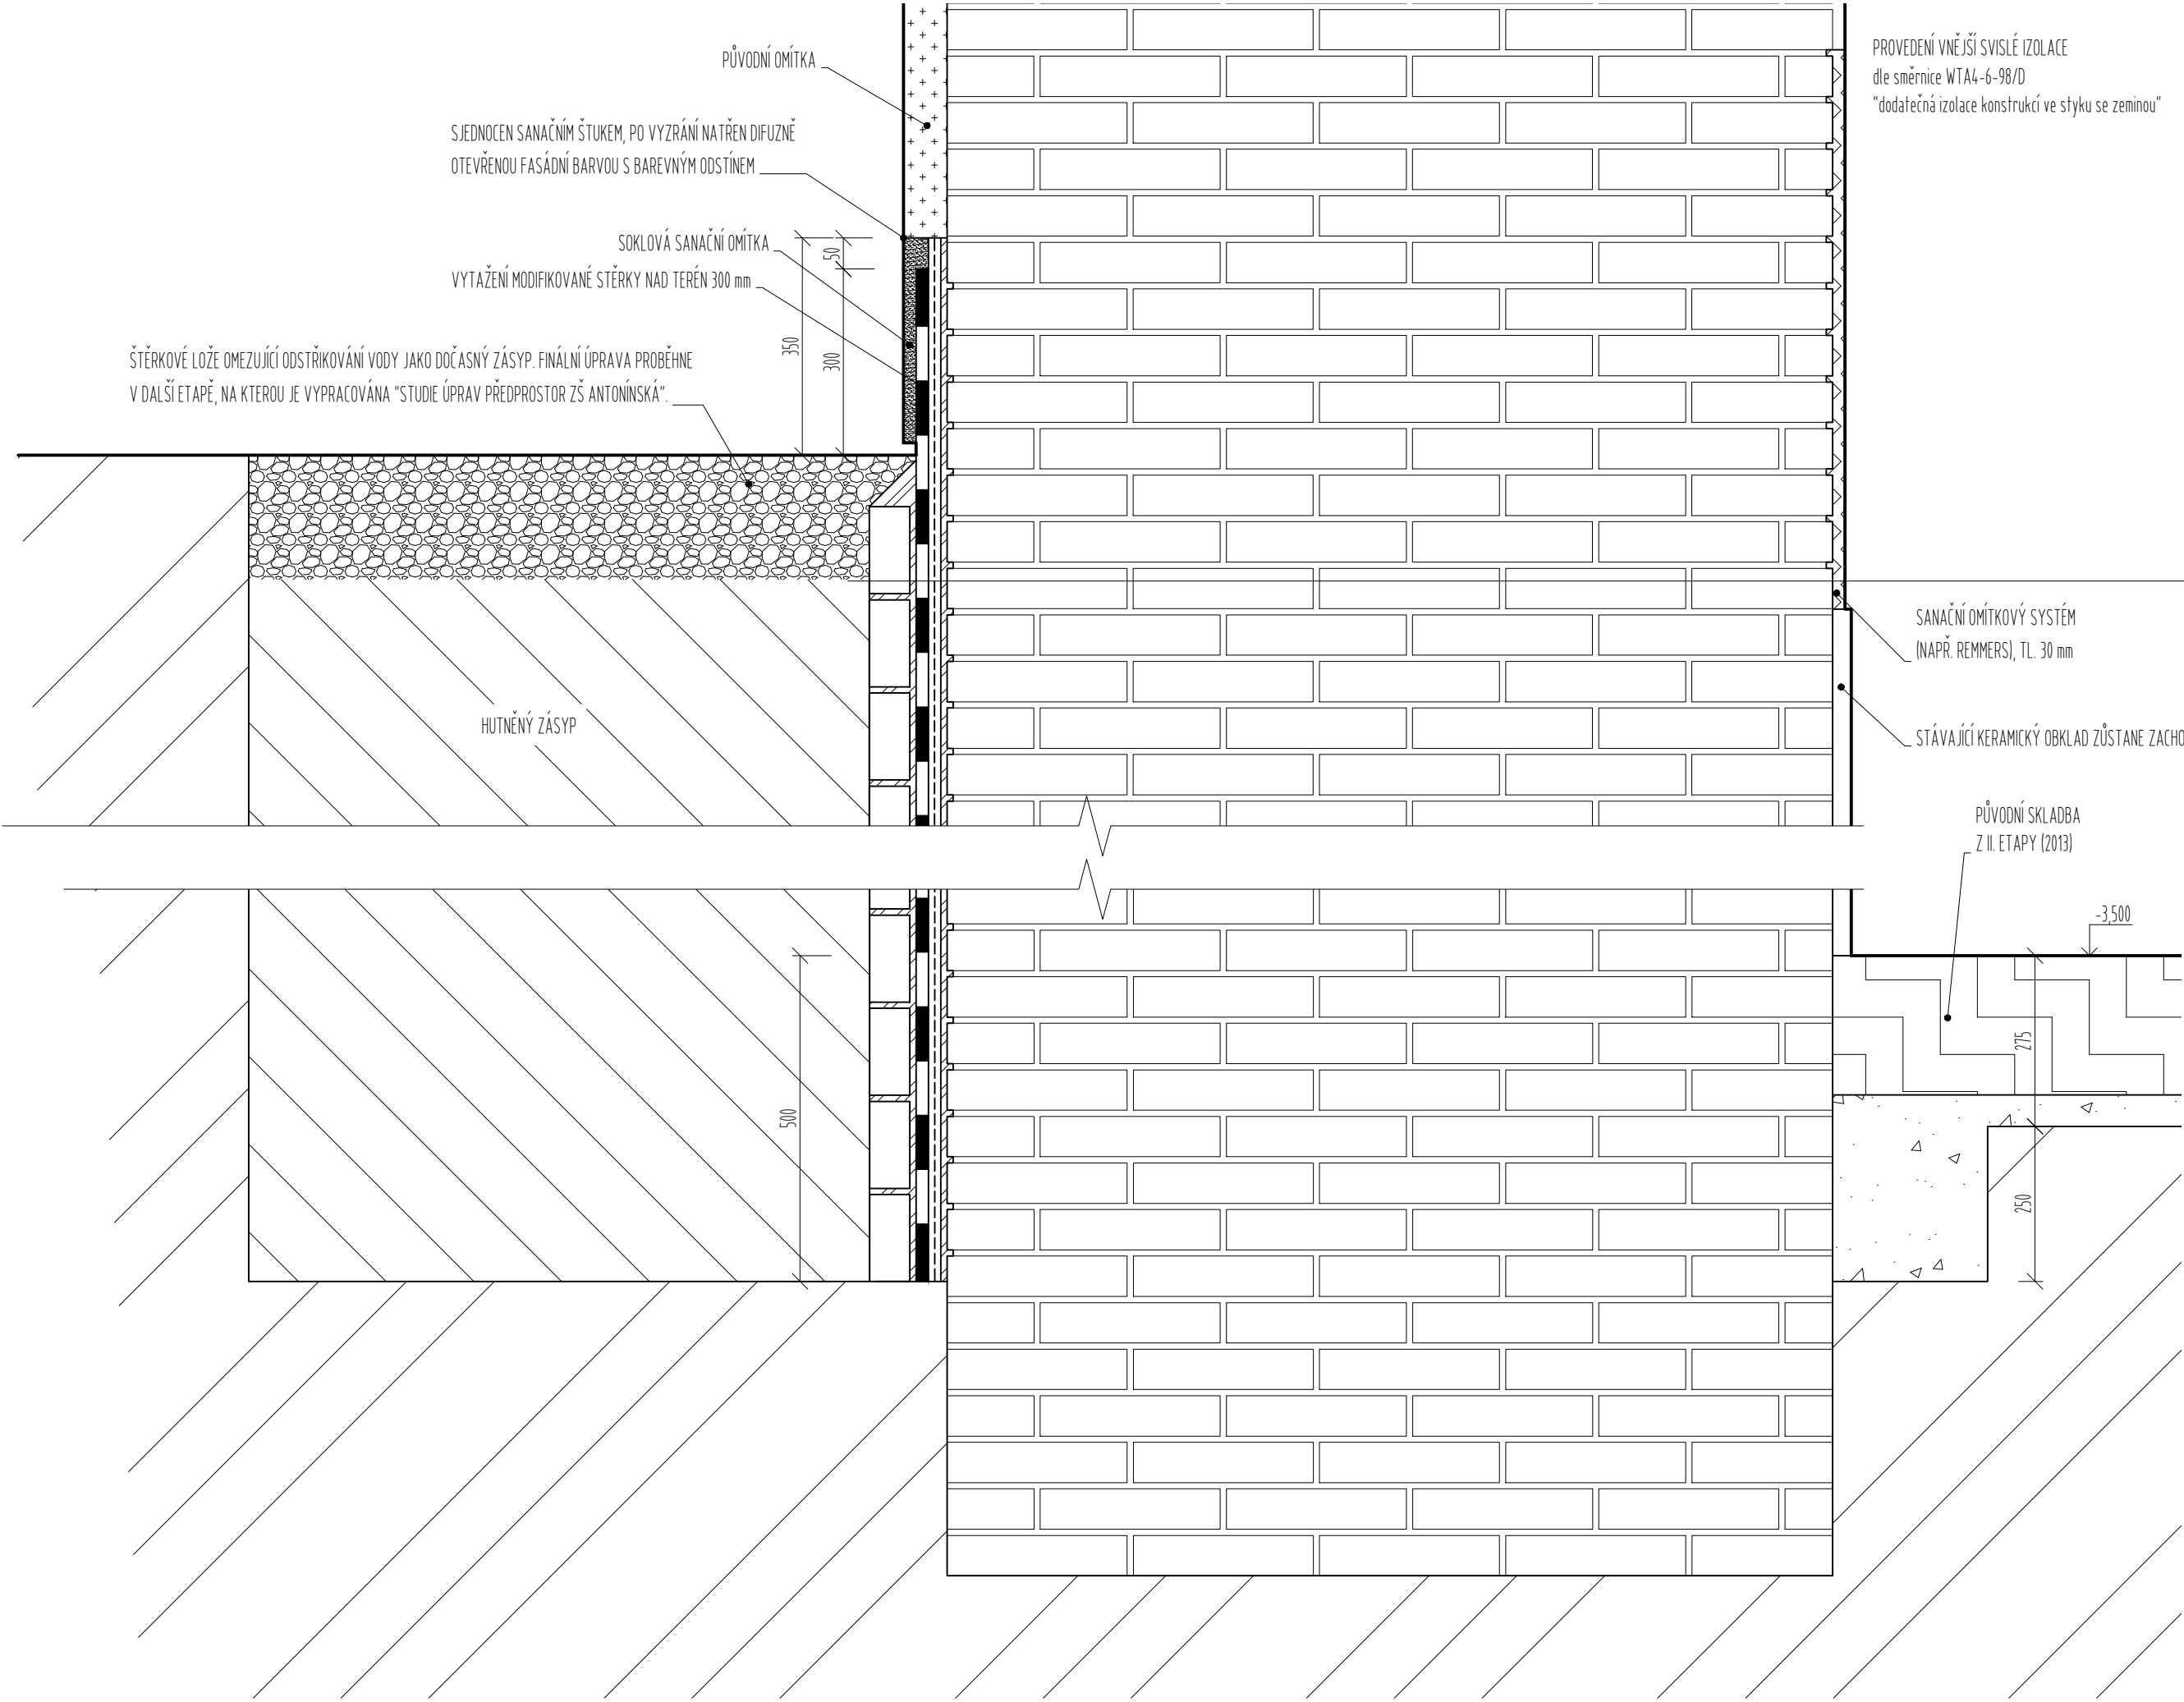 PŮVODNÍ OMÍTKA
PROVEDENÍ VNĚJŠÍ SVISLÉ IZOLACE
dle směrnice WTA4-6-98/D
"dodatečná izolace konstrukcí ve styku se zeminou"
SJEDNOCEN SANAČNÍM ŠTUKEM, PO VYZRÁNÍ NATŘEN DIFUZNĚ
OTEVŘENOU FASÁDNÍ BARVOU S BAREVNÝM ODSTÍNEM
SOKLOVÁ SANAČNÍ OMÍTKA
VYTAŽENÍ MODIFIKOVANÉ STĚRKY NAD TERÉN 300 mm
50
350
300
ŠTĚRKOVÉ LOŽE OMEZUJÍCÍ ODSTŘIKOVÁNÍ VODY JAKO DOČASNÝ ZÁSYP. FINÁLNÍ ÚPRAVA PROBĚHNE
V DALŠÍ ETAPĚ, NA KTEROU JE VYPRACOVÁNA "STUDIE ÚPRAV PŘEDPROSTOR ZŠ ANTONÍNSKÁ".
SANAČNÍ OMÍTKOVÝ SYSTÉM
(NAPŘ. REMMERS), TL. 30 mm
HUTNĚNÝ ZÁSYP
STÁVAJÍCÍ KERAMICKÝ OBKLAD ZŮSTANE ZACHO
PŮVODNÍ SKLADBA
Z II. ETAPY (2013)
-3,500
275
500
250